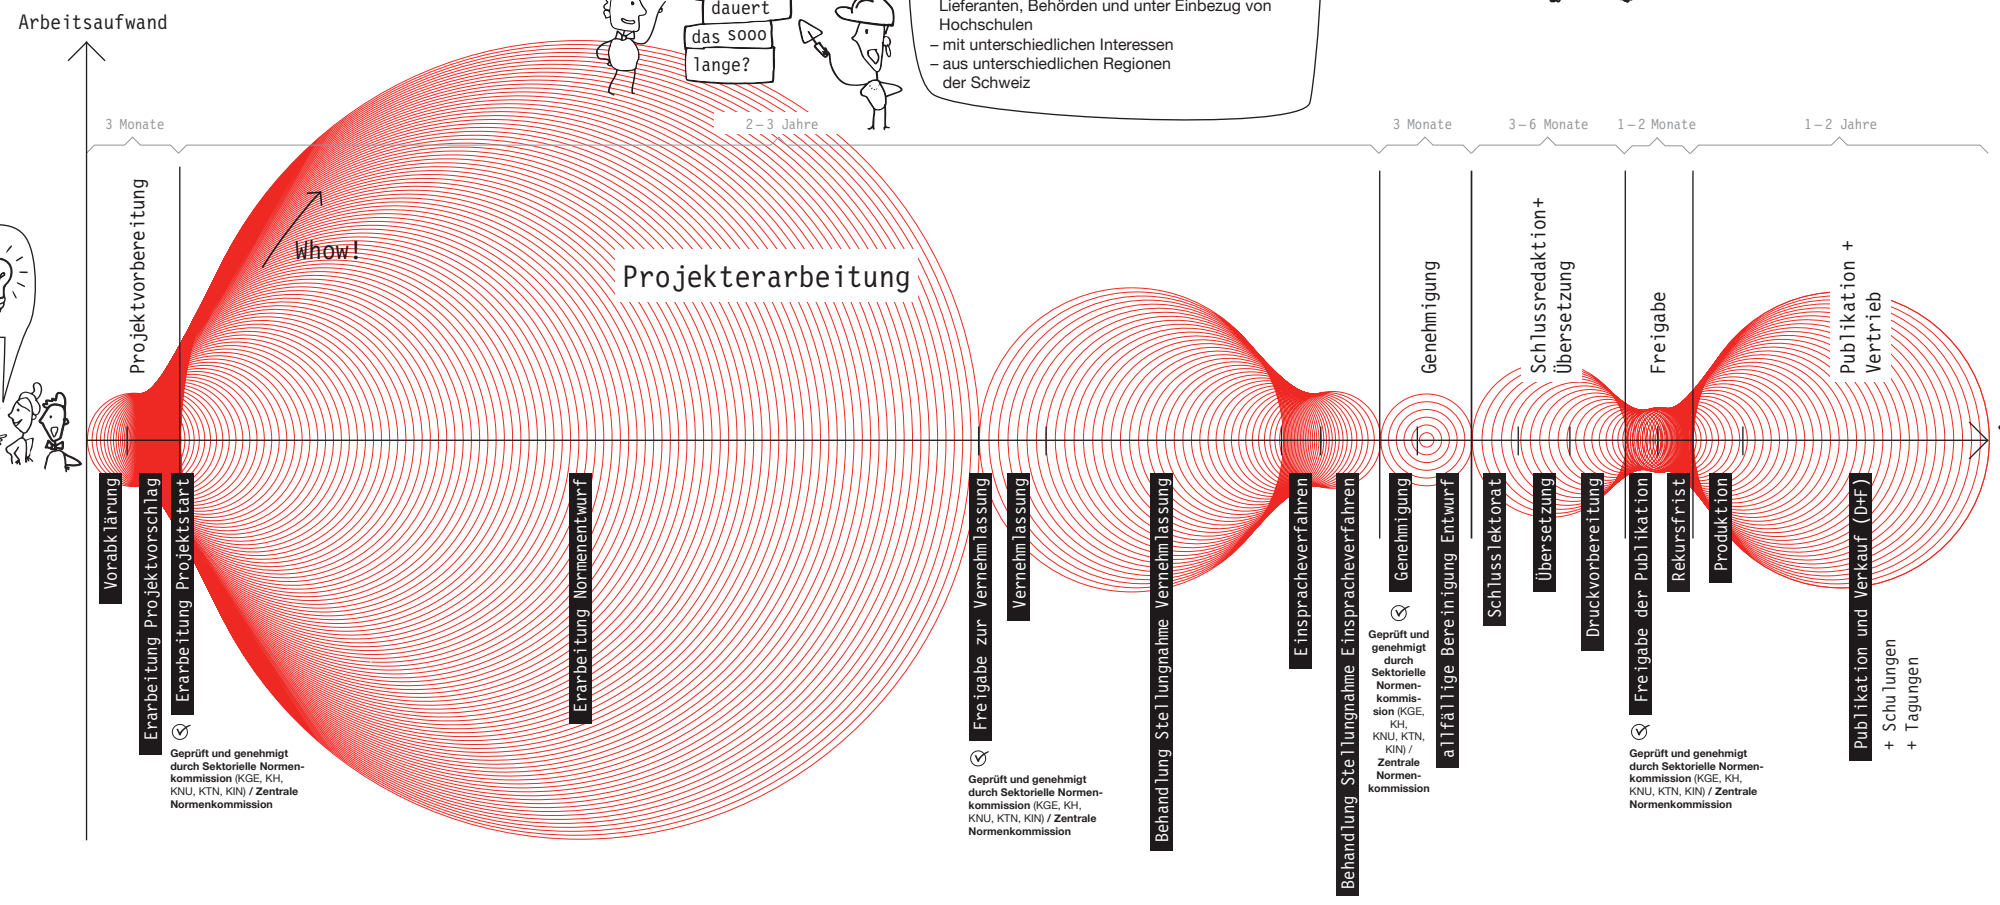 Arbeitsaufwand
dauert
das sooo
lange?
Lieferanten, Behörden und unter Einbezug von
Hochschulen
– mit unterschiedlichen Interessen
– aus unterschiedlichen Regionen
der Schweiz
3 Monate
2–3 Jahre
3 Monate
3–6 Monate
1–2 Monate
1–2 Jahre
Projektvorbereitung
Whow!
Projekterarbeitung
Genehmigung
Schlussredaktion+
Übersetzung
Freigabe
Publikation +
Vertrieb
Vorabklärung
Erarbeitung Projektvorschlag
Erarbeitung Projektstart
Erarbeitung Normenentwurf
Freigabe zur Vernehmlassung
Vernehmlassung
Behandlung Stellungnahme Vernehmlassung
Einspracheverfahren
Behandlung Stellungnahme Einspracheverfahren
Genehmigung
allfällige Bereinigung Entwurf
Schlusslektorat
Übersetzung
Druckvorbereitung
Freigabe der Publikation
Rekursfrist
Produktion
Publikation und Verkauf (D+F)
+ Schulungen
+ Tagungen
Geprüft und genehmigt
durch Sektorielle Normen-
kommission (KGE, KH,
KNU, KTN, KIN) / Zentrale
Normenkommission
Geprüft und genehmigt
durch Sektorielle Normen-
kommission (KGE, KH,
KNU, KTN, KIN) / Zentrale
Normenkommission
Geprüft und
genehmigt
durch
Sektorielle
Normen-
kommis-
sion (KGE,
KH,
KNU, KTN,
KIN) /
Zentrale
Normen-
kommission
Geprüft und genehmigt
durch Sektorielle Normen-
kommission (KGE, KH,
KNU, KTN, KIN) / Zentrale
Normenkommission